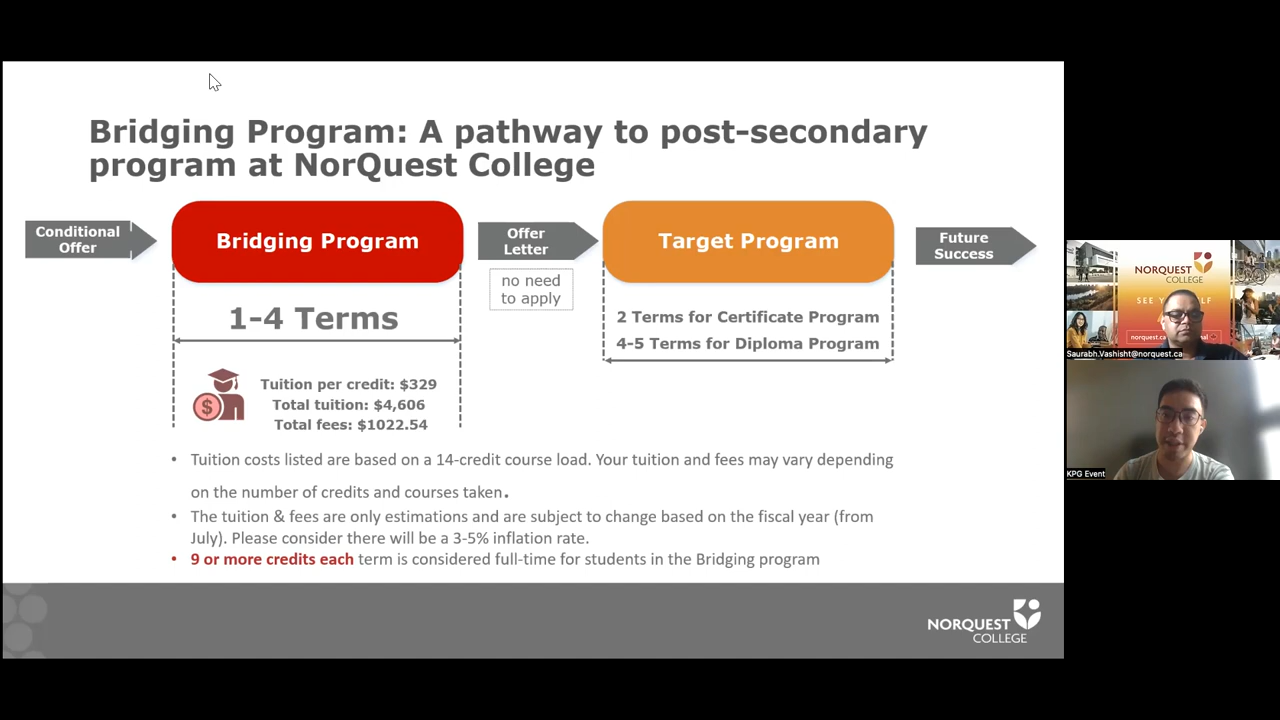 Bridging Program: A pathway to post-secondary
program at NorQuest College
Conditional
Offer
Bridging Program
Offer
Letter
Target Program
Future
Success
no need
to apply
1-4 Terms
2 Terms for Certificate Program
4-5 Terms for Diploma Program
$
Tuition per credit: $329
Total tuition: $4,606
Total fees: $1022.54
• Tuition costs listed are based on a 14-credit course load. Your tuition and fees may vary depending
on the number of credits and courses taken.
• The tuition & fees are only estimations and are subject to change based on the fiscal year (from
July). Please consider there will be a 3-5% inflation rate.
• 9 or more credits each term is considered full-time for students in the Bridging program
NORQUEST
COLLEGE
NORQUEST
COLLEGE
Saurabh.Vashisht@norquest.ca
KPG Event